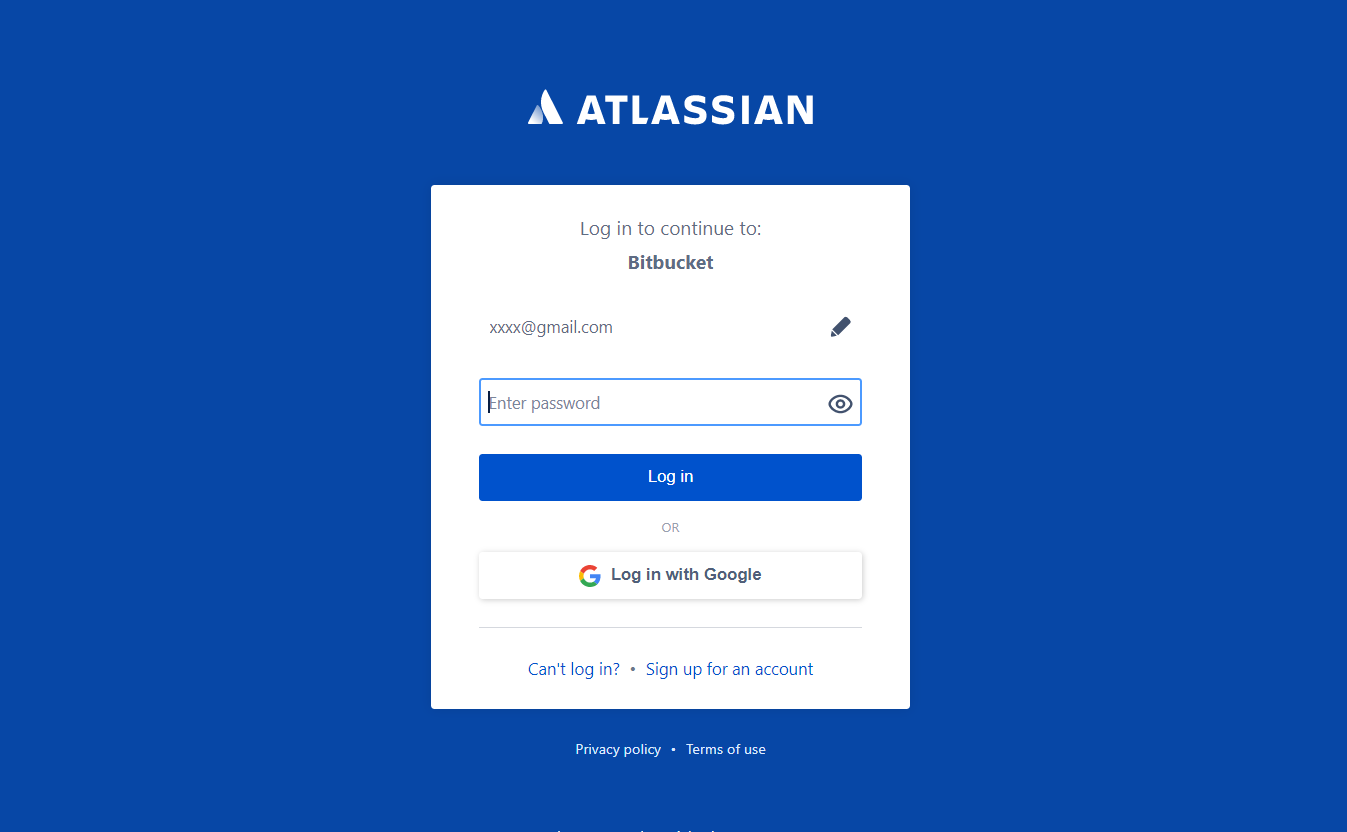 ATLASSIAN
Log in to continue to:
Bitbucket
xxxx@gmail.com
Enter password
Log in
OR
Log in with Google
Can't log in? • Sign up for an account
Privacy policy • Terms of use